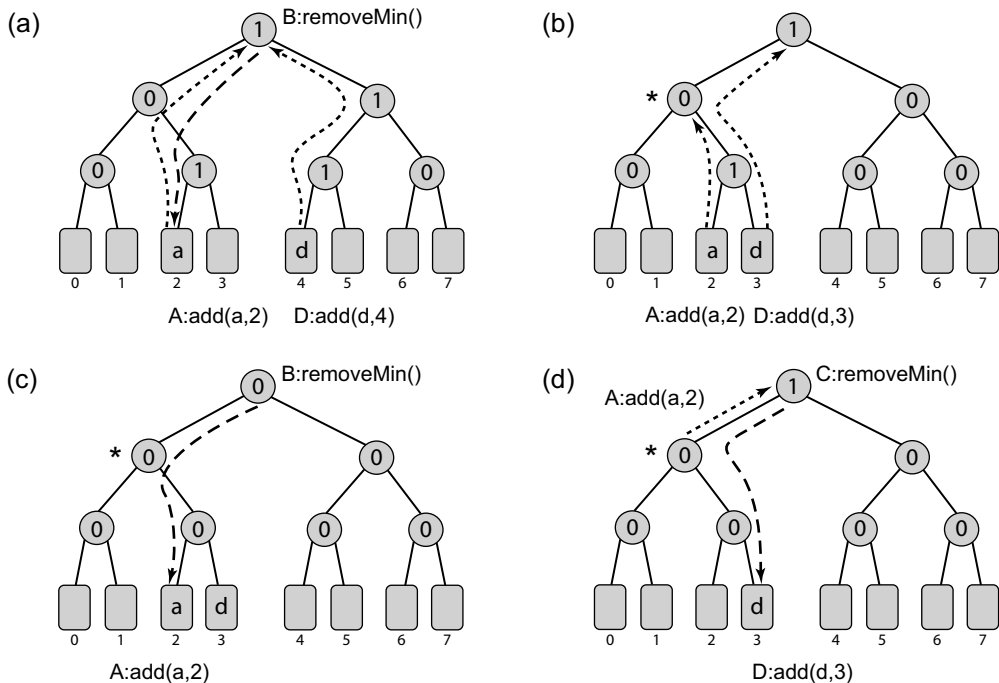 (a)
B:removeMin()
1
0
1
0
1
1
0
a
d
0 1 2 3 4 5 6 7
A:add(a,2) D:add(d,4)
(b)
1
*
0
0
0
1
0
0
a
d
0 1 2 3 4 5 6 7
A:add(a,2) D:add(d,3)
(c)
B:removeMin()
0
*
0
0
0
0
0
0
a
d
0 1 2 3 4 5 6 7
A:add(a,2)
(d)
C:removeMin()
A:add(a,2)
1
*
0
0
0
0
0
0
d
0 1 2 3 4 5 6 7
D:add(d,3)